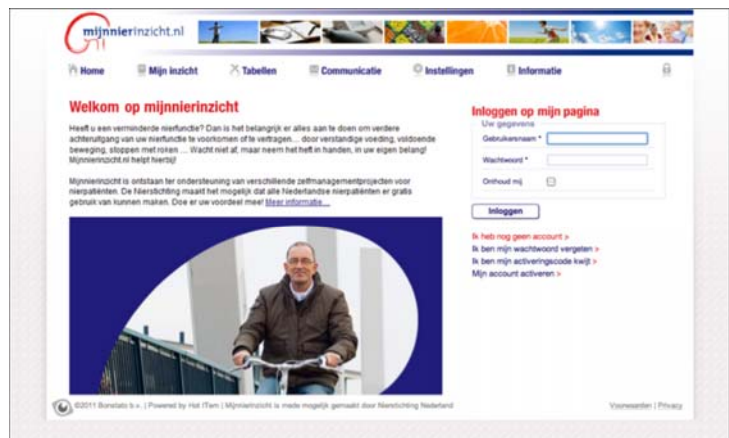 mijnnierinzicht.nl
Home Mijn inzicht Tabellen Communicatie Instellingen Informatie
Welkom op mijnnierinzicht
Heeft u een verminderde nierfunctie? Dan is het belangrijk er alles aan te doen om verdere
achteruitgang van uw nierfunctie te voorkomen of te vertragen… door verstandige voeding, voldoende
beweging, stoppen met roken … Wacht niet af, maar neem het heft in handen, in uw eigen belang!
Mijnnierinzicht.nl helpt hierbij!
Mijnnierinzicht is ontstaan ter ondersteuning van verschillende zelfmanagementprojecten voor
nierpatiënten. De Nierstichting maakt het mogelijk dat alle Nederlandse nierpatiënten er gratis
gebruik van kunnen maken. Doe er uw voordeel mee! Meer informatie…
Inloggen op mijn pagina
Uw gegevens
Gebruikersnaam *
Wachtwoord *
Onthoud mij
Inloggen
Ik heb nog geen account >
Ik ben mijn wachtwoord vergeten >
Ik ben mijn activeringscode kwijt >
Mijn account activeren >
©2011 Bonstato b.v. | Powered by Hot ITem | Mijnnierinzicht is mede mogelijk gemaakt door Nierstichting Nederland
Voorwaarden | Privacy